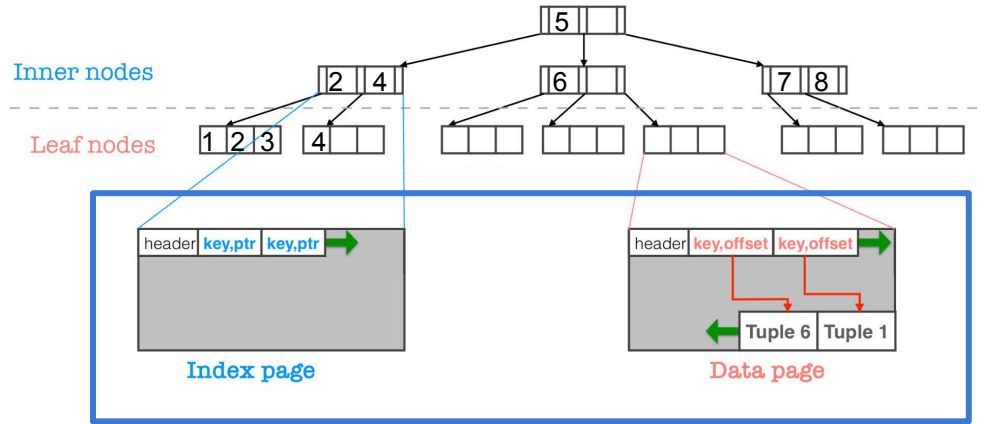 5
Inner nodes
2 4
6
7 8
Leaf nodes
1 2 3
4
header key,ptr key,ptr
header key,offset key,offset
Tuple 6 Tuple 1
Index page
Data page